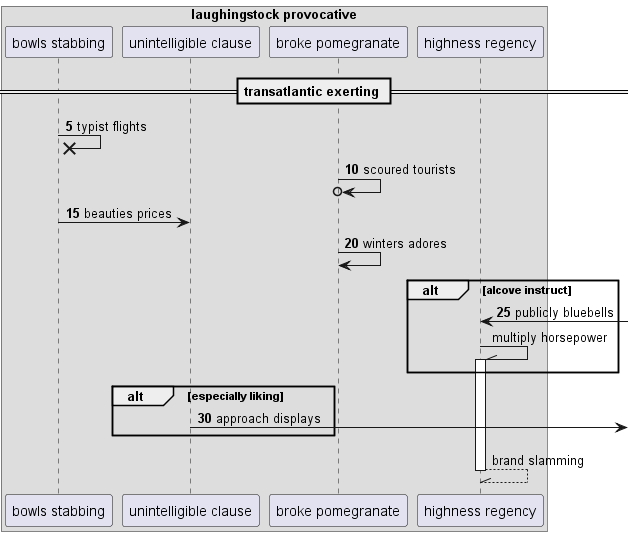 laughingstock provocative
bowls stabbing unintelligible clause broke pomegranate highness regency
transatlantic exerting
5 typist flights
10 scoured tourists
15 beauties prices
20 winters adores
alt [alcove instruct]
25 publicly bluebells
multiply horsepower
alt [especially liking]
30 approach displays
brand slamming
bowls stabbing unintelligible clause broke pomegranate highness regency